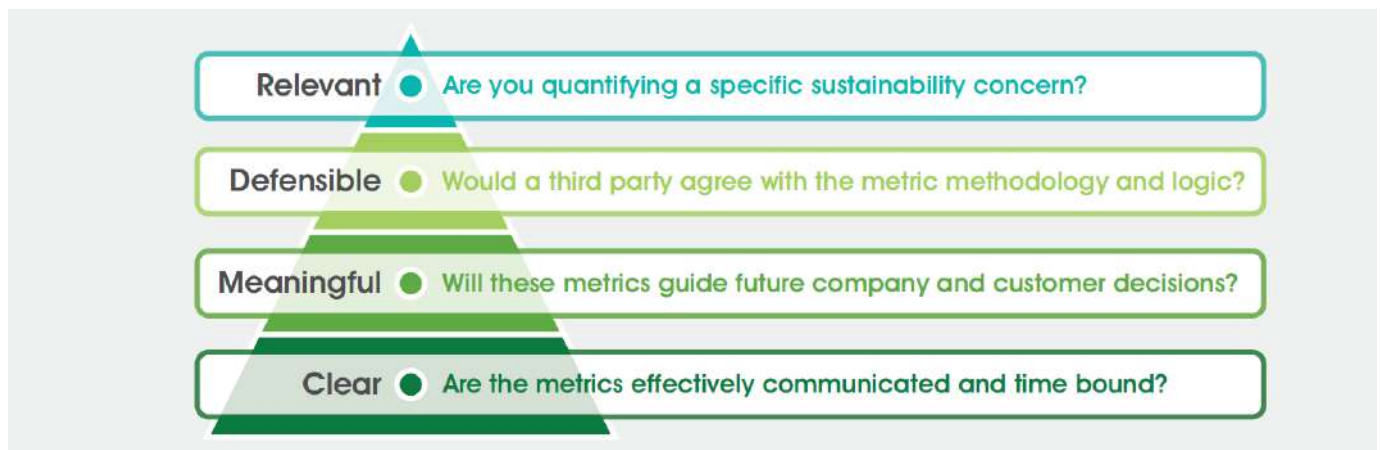 Relevant Are you quantifying a specific sustainability concern?
Defensible Would a third party agree with the metric methodology and logic?
Meaningful Will these metrics guide future company and customer decisions?
Clear Are the metrics effectively communicated and time bound?